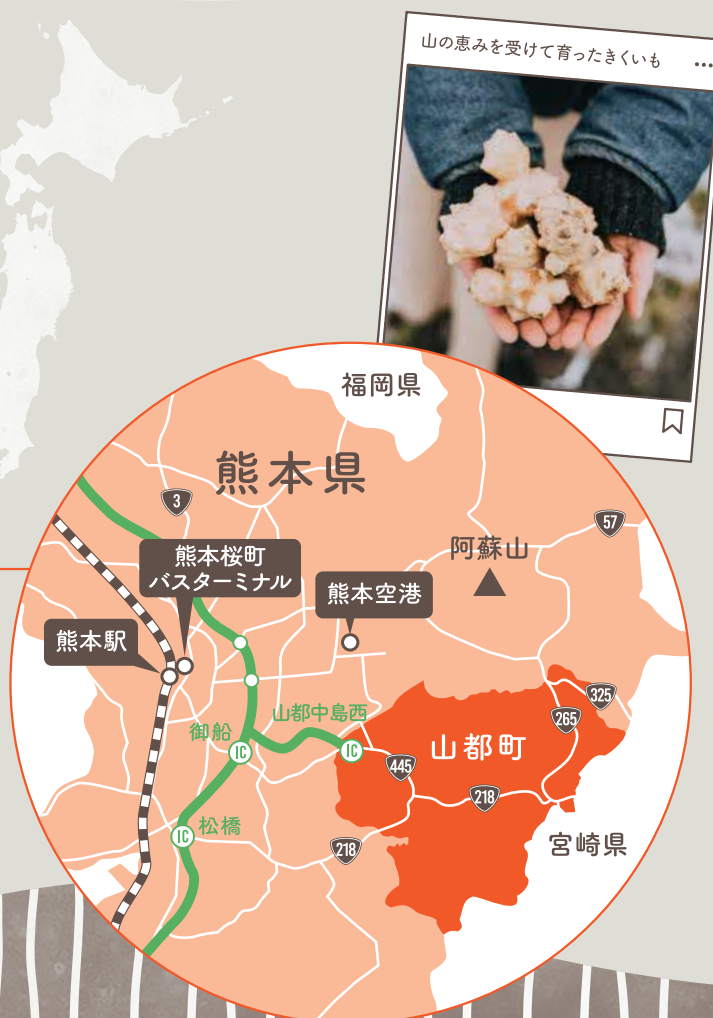 山の恵みを受けて育ったきくいも
福岡県
熊本県
3
57
阿蘇山
熊本桜町
バスターミナル
熊本空港
熊本駅
325
265
山都中島西
御船
IC
IC
山都町
445
218
IC
松橋
218
宮崎県